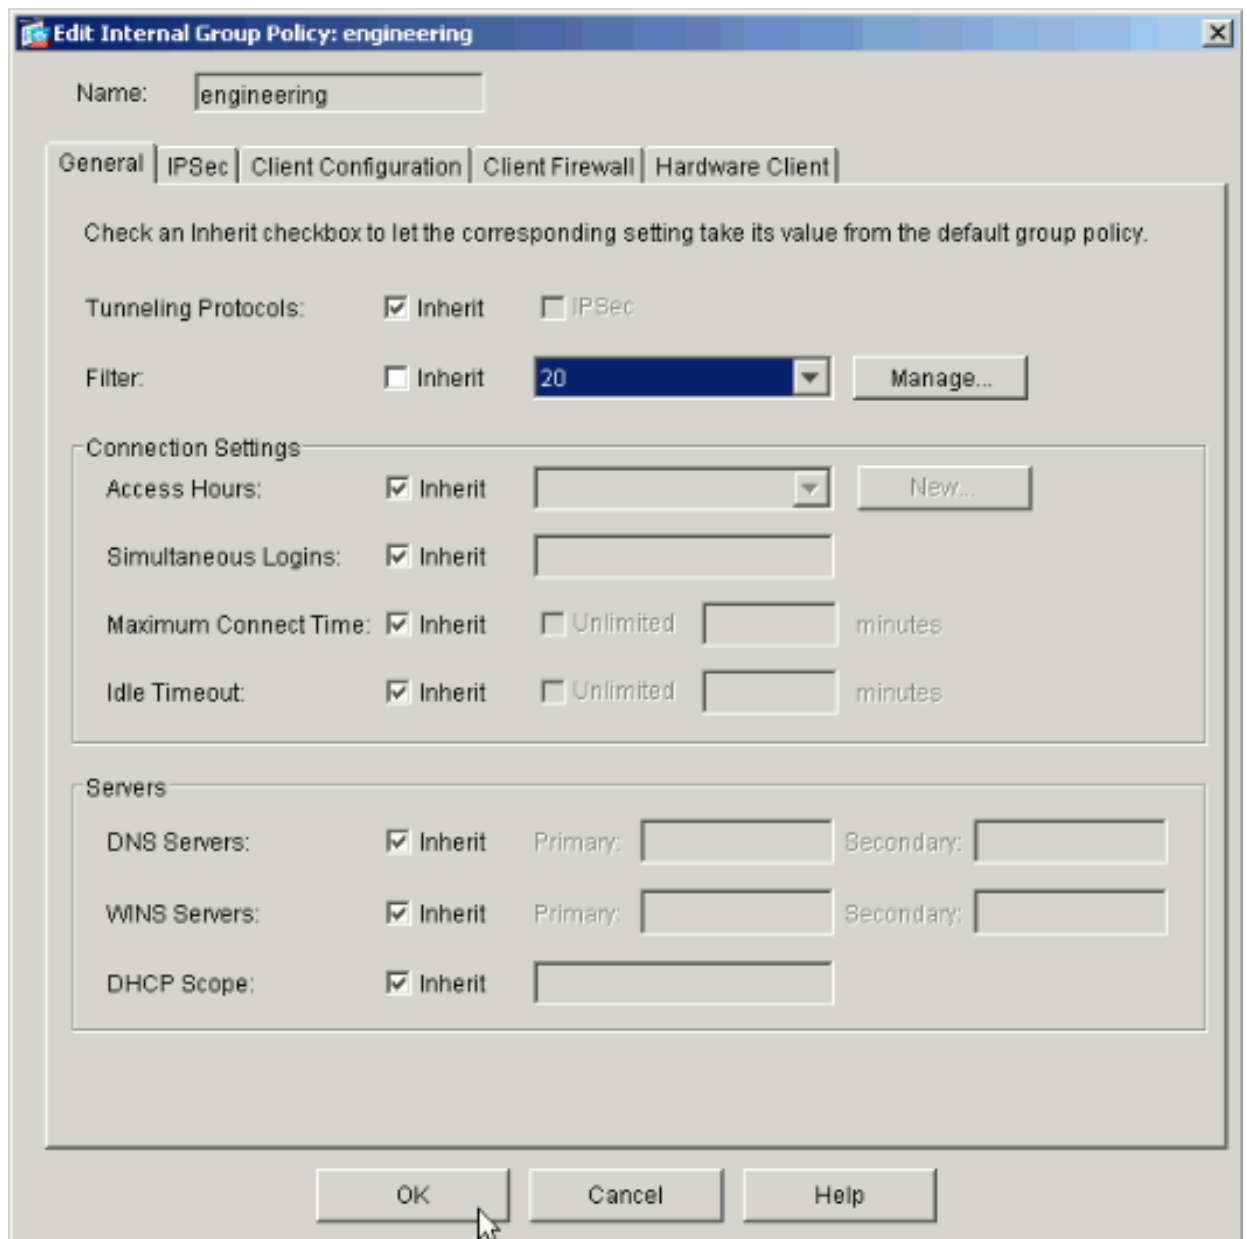 Edit Internal Group Policy: engineering
Name: engineering
General IPSec Client Configuration Client Firewall Hardware Client
Check an Inherit checkbox to let the corresponding setting take its value from the default group policy.
Tunneling Protocols: Inherit IPSec
Filter: Inherit 20 Manage...
Connection Settings
Access Hours: Inherit New...
Simultaneous Logins: Inherit
Maximum Connect Time: Inherit Unlimited minutes
Idle Timeout: Inherit Unlimited minutes
Servers
DNS Servers: Inherit Primary: Secondary:
WINS Servers: Inherit Primary: Secondary:
DHCP Scope: Inherit
OK Cancel Help